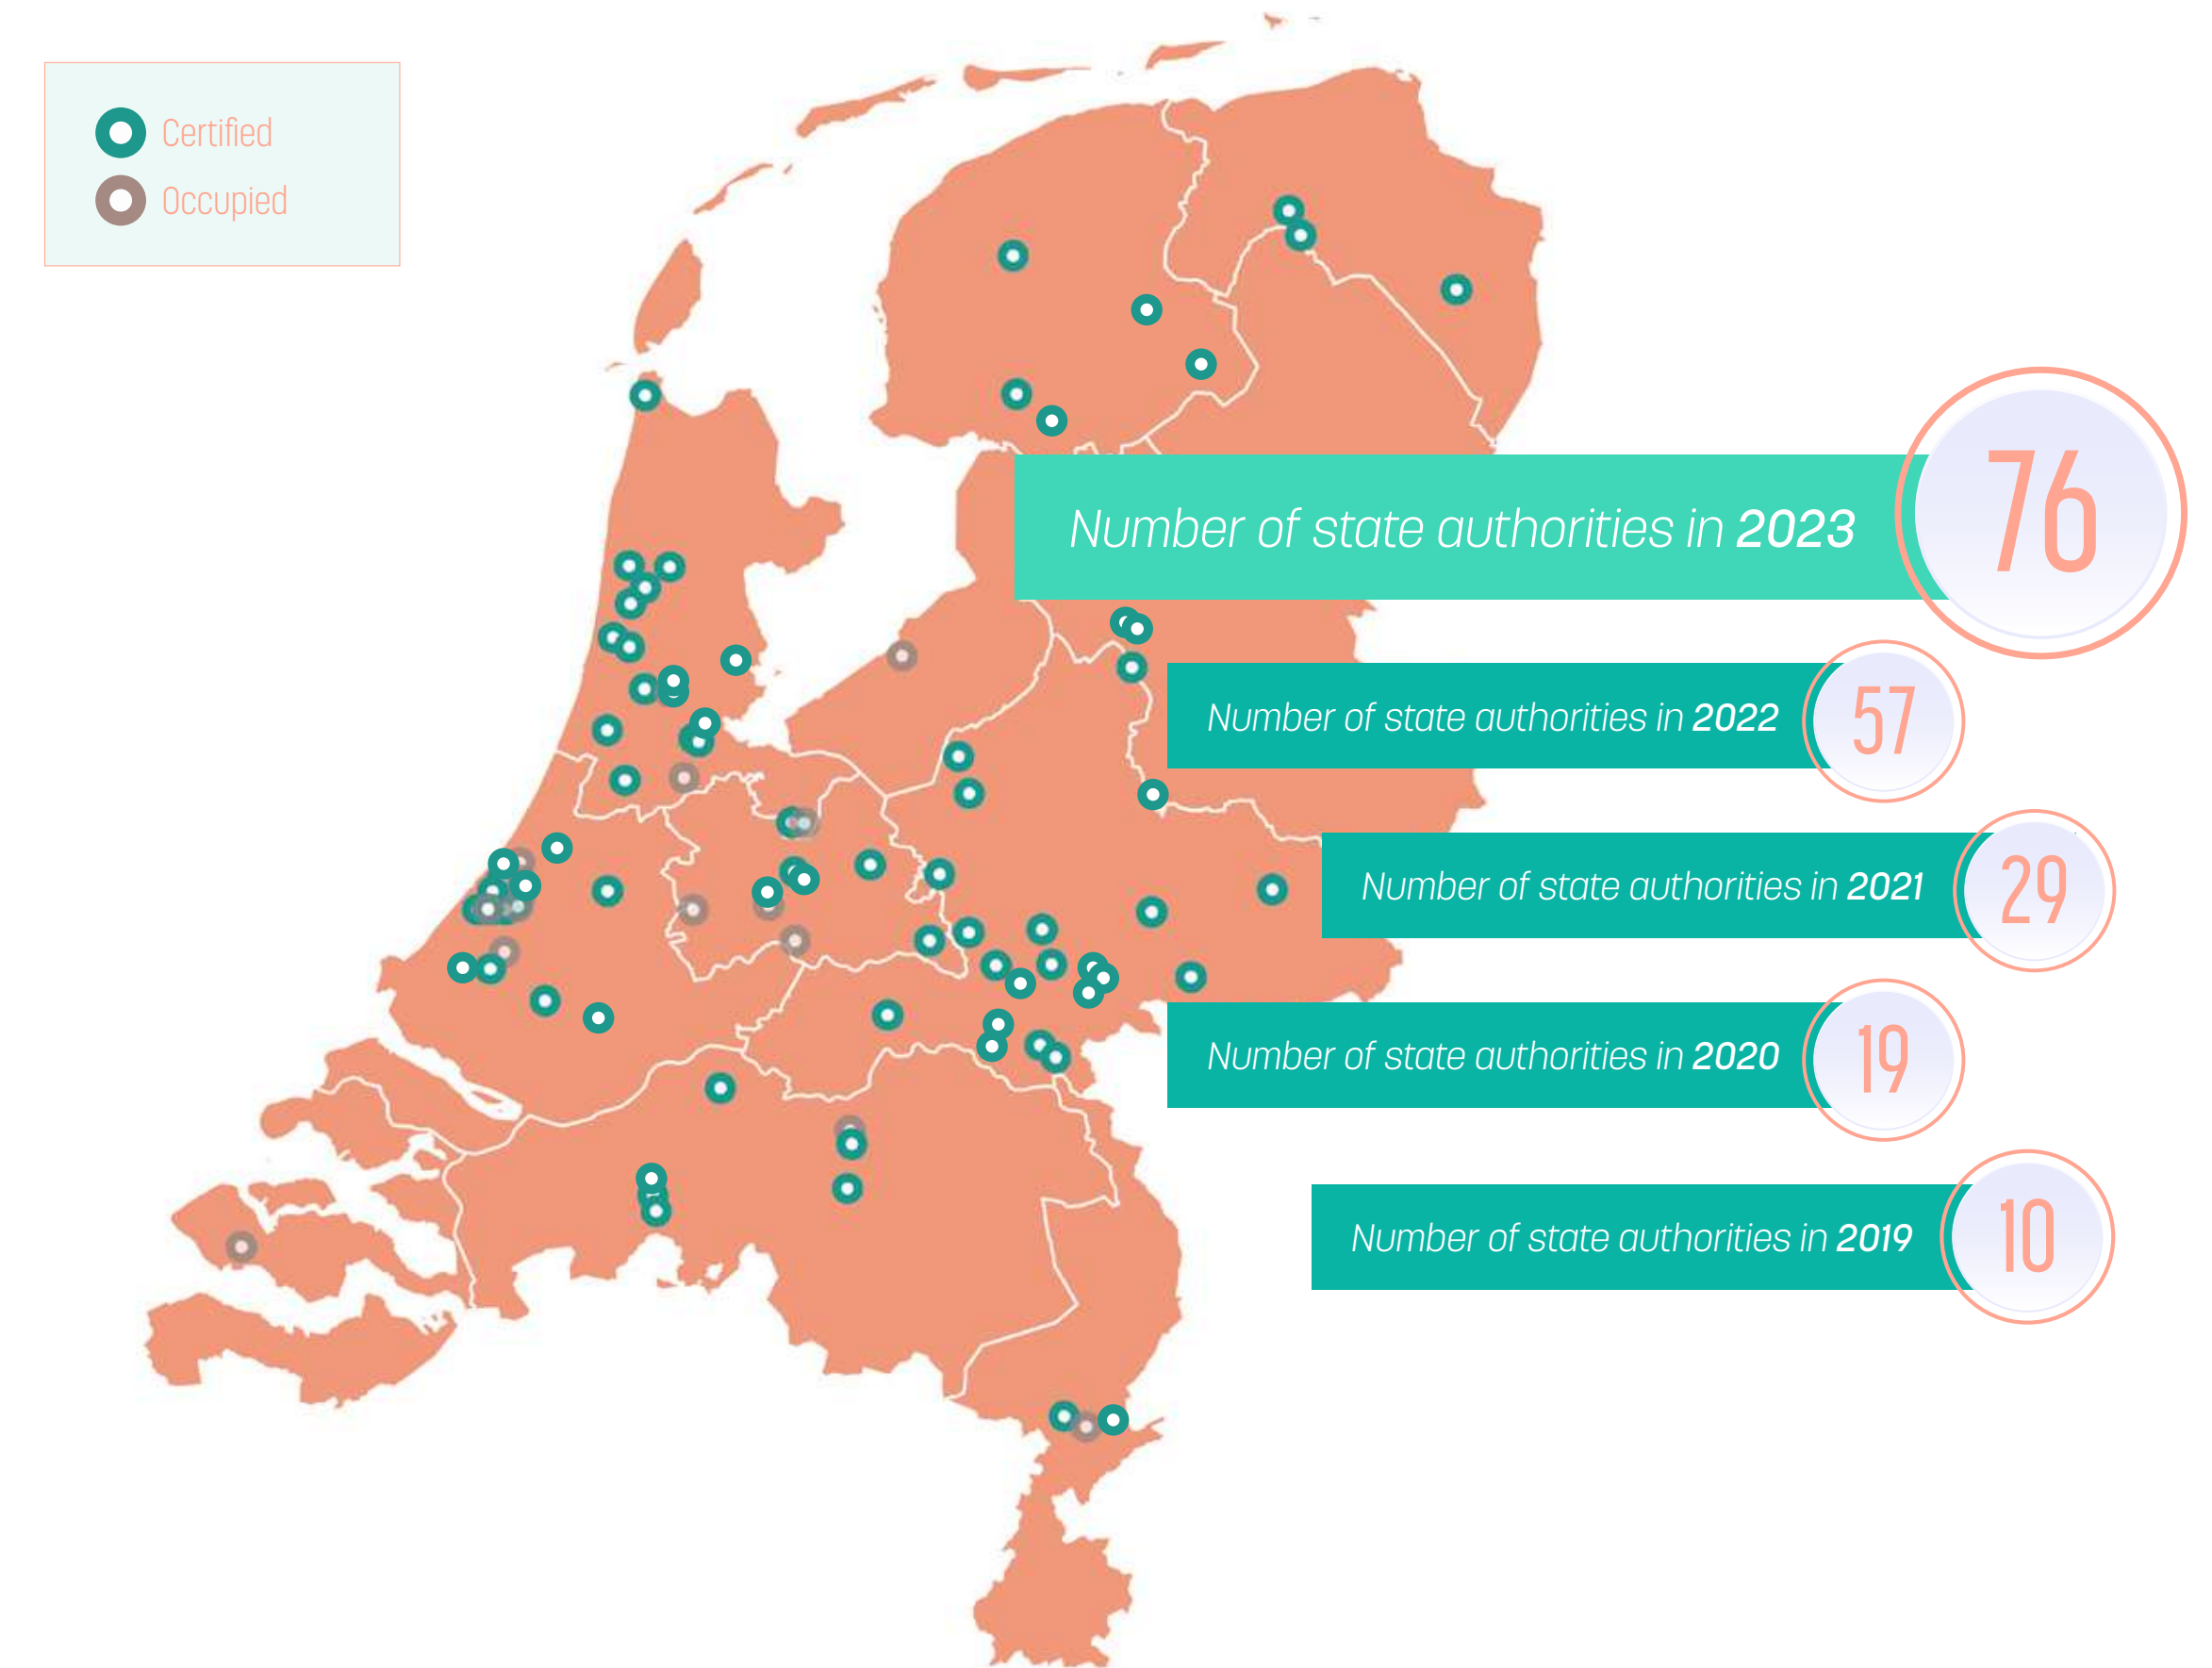 Certified
Occupied
Number of state authorities in 2023
76
Number of state authorities in 2022
57
Number of state authorities in 2021
29
Number of state authorities in 2020
19
Number of state authorities in 2019
10